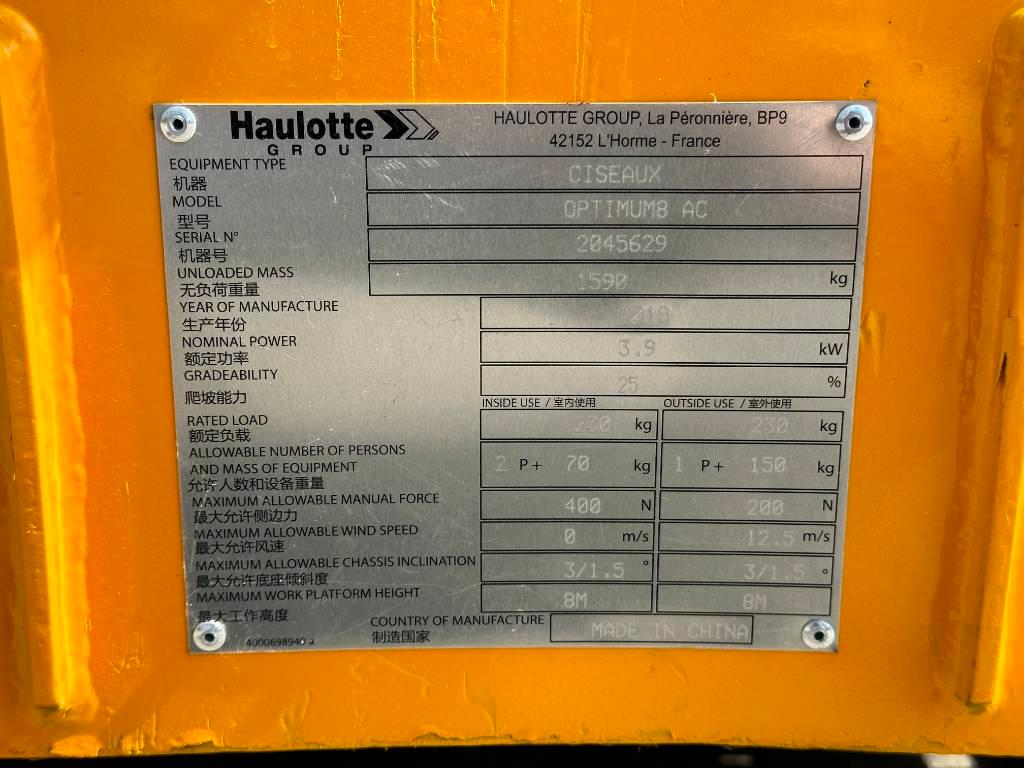 Haulotte
GROUP
HAULOTTE GROUP, La Péronnière, BP9
42152 L'Horme - France
EQUIPMENT TYPE CISEAUX
机器
MODEL OPTIMUM8 AC
型号
SERIAL N° 2045629
机器号
UNLOADED MASS 1590 kg
无负荷重量
YEAR OF MANUFACTURE 2018
生产年份
NOMINAL POWER 3.9 kW
额定功率
GRADEABILITY 25 %
爬坡能力
INSIDE USE / 室内使用 OUTSIDE USE / 室外使用
RATED LOAD 230 kg 230 kg
额定负载
ALLOWABLE NUMBER OF PERSONS
AND MASS OF EQUIPMENT 2 P+ 70 kg 1 P+ 150 kg
允许人数和设备重量
MAXIMUM ALLOWABLE MANUAL FORCE 400 N 200 N
最大允许侧边力
MAXIMUM ALLOWABLE WIND SPEED 0 m/s 12.5 m/s
最大允许风速
MAXIMUM ALLOWABLE CHASSIS INCLINATION 3/1.5 ° 3/1.5 °
最大允许底座倾斜度
MAXIMUM WORK PLATFORM HEIGHT 8M 8M
最大工作高度
COUNTRY OF MANUFACTURE MADE IN CHINA
制造国家
4000698940 a